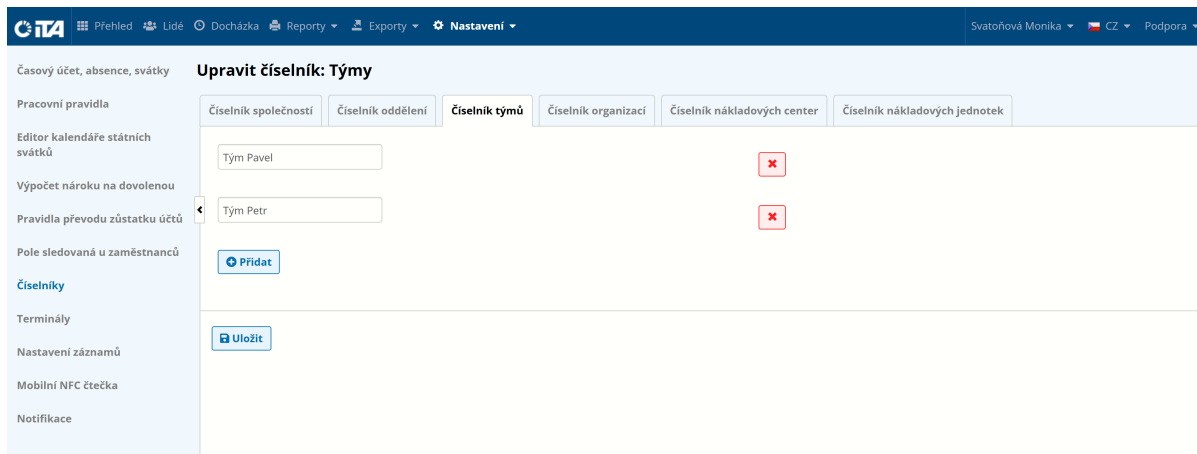 ITA Přehled Lidé Docházka Reporty Exporty Nastavení Svatoňová Monika CZ Podpora
Časový účet, absence, svátky
Pracovní pravidla
Editor kalendáře státních
svátků
Výpočet nároku na dovolenou
Pravidla převodu zůstatku účtů
Pole sledovaná u zaměstnanců
Číselníky
Terminály
Nastavení záznamů
Mobilní NFC čtečka
Notifikace
Upravit číselník: Týmy
Číselník společností Číselník oddělení Číselník týmů Číselník organizací Číselník nákladových center Číselník nákladových jednotek
Tým Pavel
Tým Petr
Přidat
Uložit